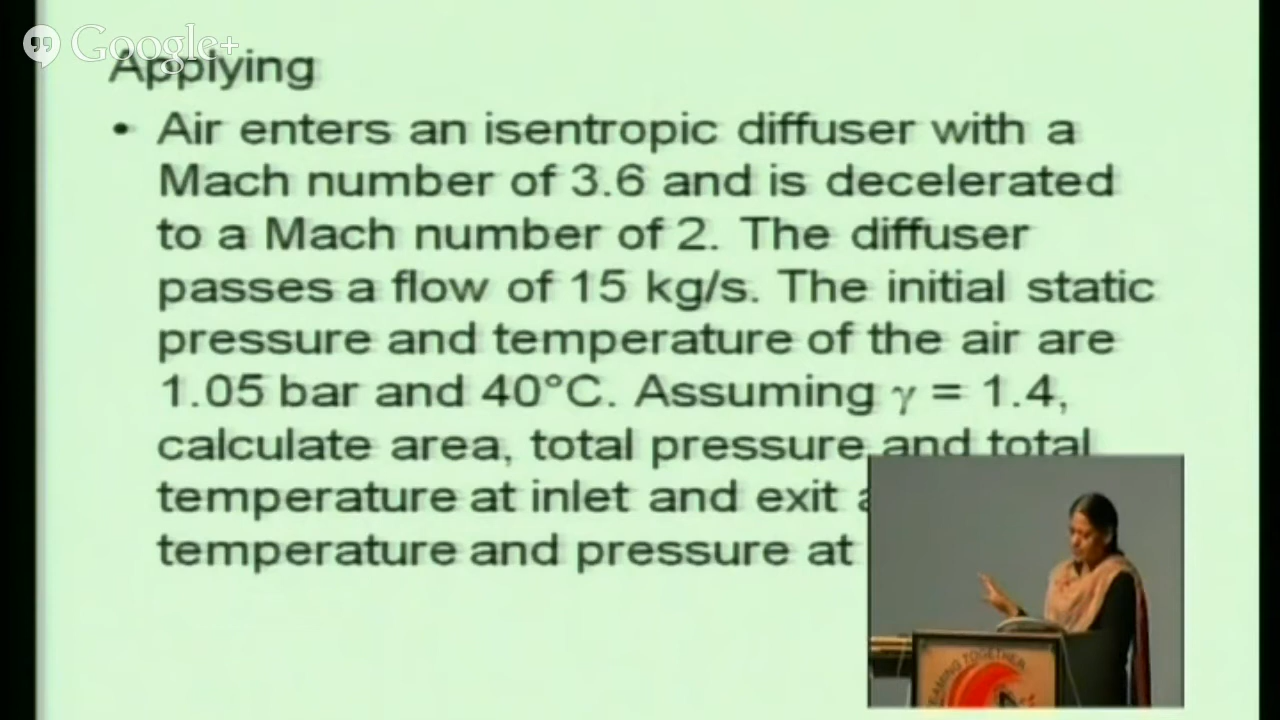 Google+
Applying
• Air enters an isentropic diffuser with a
Mach number of 3.6 and is decelerated
to a Mach number of 2. The diffuser
passes a flow of 15 kg/s. The initial static
pressure and temperature of the air are
1.05 bar and 40°C. Assuming γ = 1.4,
calculate area, total pressure and total
temperature at inlet and exit
temperature and pressure at
TOGETHER